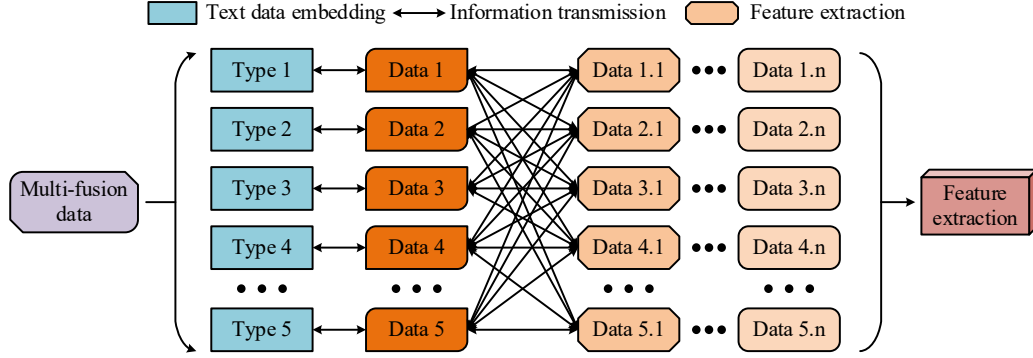 Text data embedding
Information transmission
Feature extraction
Multi-fusion
data
Type 1
Data 1
Data 1.1
•••
Data 1.n
Type 2
Data 2
Data 2.1
•••
Data 2.n
Type 3
Data 3
Data 3.1
•••
Data 3.n
Type 4
Data 4
Data 4.1
•••
Data 4.n
• • •
• • •
• • •
• • •
Type 5
Data 5
Data 5.1
•••
Data 5.n
Feature
extraction